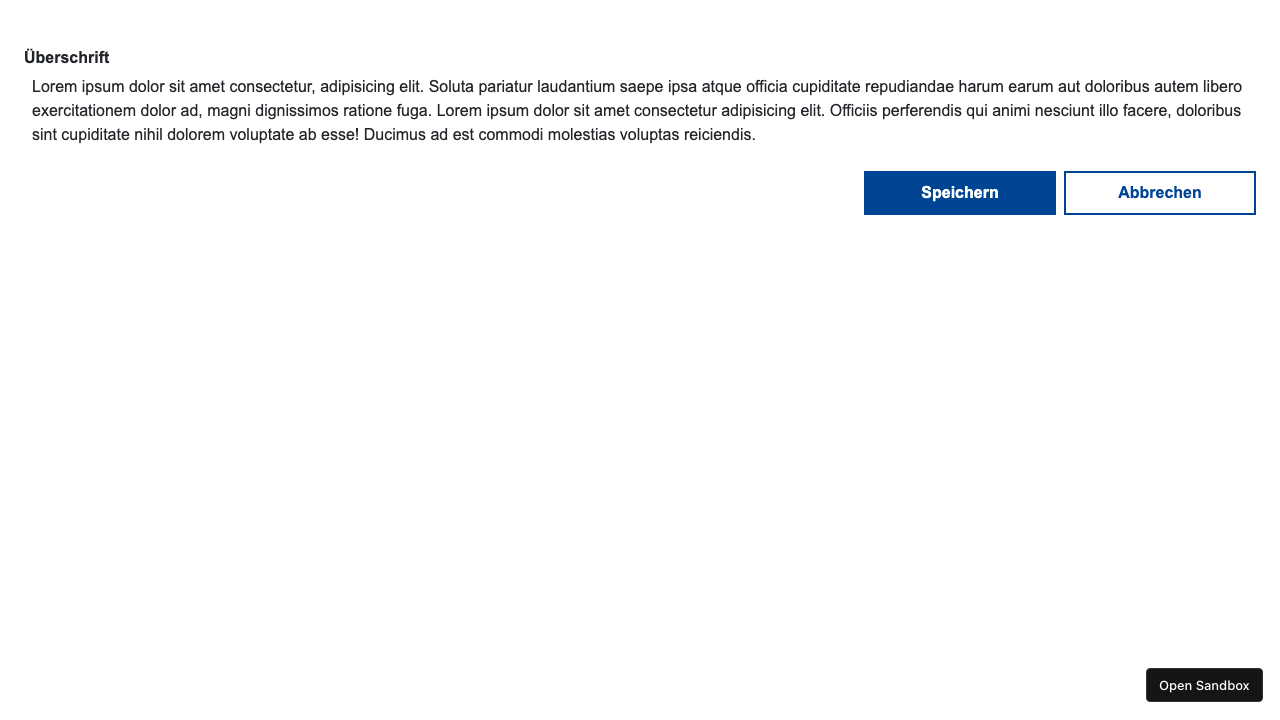 Überschrift
Lorem ipsum dolor sit amet consectetur, adipisicing elit. Soluta pariatur laudantium saepe ipsa atque officia cupiditate repudiandae harum earum aut doloribus autem libero
exercitationem dolor ad, magni dignissimos ratione fuga. Lorem ipsum dolor sit amet consectetur adipisicing elit. Officiis perferendis qui animi nesciunt illo facere, doloribus
sint cupiditate nihil dolorem voluptate ab esse! Ducimus ad est commodi molestias voluptas reiciendis.
Speichern Abbrechen
Open Sandbox